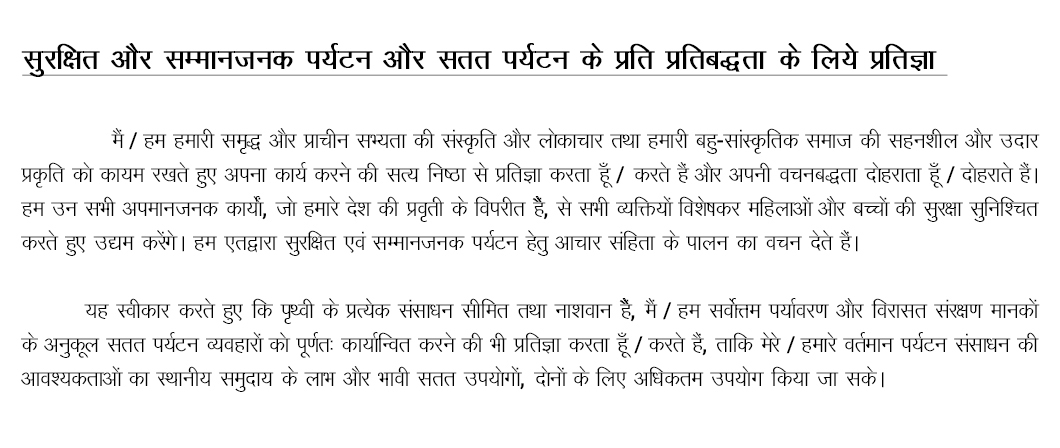 सुरक्षित और सम्मानजनक पर्यटन और सतत पर्यटन के प्रति प्रतिबद्धता के लिये प्रतिज्ञा
मैं / हम हमारी समृद्ध और प्राचीन सभ्यता की संस्कृति और लोकाचार तथा हमारी बहु-सांस्कृतिक समाज की सहनशील और उदार
प्रकृति को कायम रखते हुए अपना कार्य करने की सत्य निष्ठा से प्रतिज्ञा करता हूँ / करते हैं और अपनी वचनबद्धता दोहराता हूँ / दोहराते हैं।
हम उन सभी अपमानजनक कार्यों, जो हमारे देश की प्रवृती के विपरीत हैं, से सभी व्यक्तियों विशेषकर महिलाओं और बच्चों की सुरक्षा सुनिश्चित
करते हुए उद्यम करेंगे। हम एतद्वारा सुरक्षित एवं सम्मानजनक पर्यटन हेतु आचार संहिता के पालन का वचन देते हैं।
यह स्वीकार करते हुए कि पृथ्वी के प्रत्येक संसाधन सीमित तथा नाशवान हैं, मैं / हम सर्वोत्तम पर्यावरण और विरासत संरक्षण मानकों
के अनुकूल सतत पर्यटन व्यवहारों को पूर्णतः कार्यान्वित करने की भी प्रतिज्ञा करता हूँ / करते हैं, ताकि मेरे / हमारे वर्तमान पर्यटन संसाधन की
आवश्यकताओं का स्थानीय समुदाय के लाभ और भावी सतत उपयोगों, दोनों के लिए अधिकतम उपयोग किया जा सके।